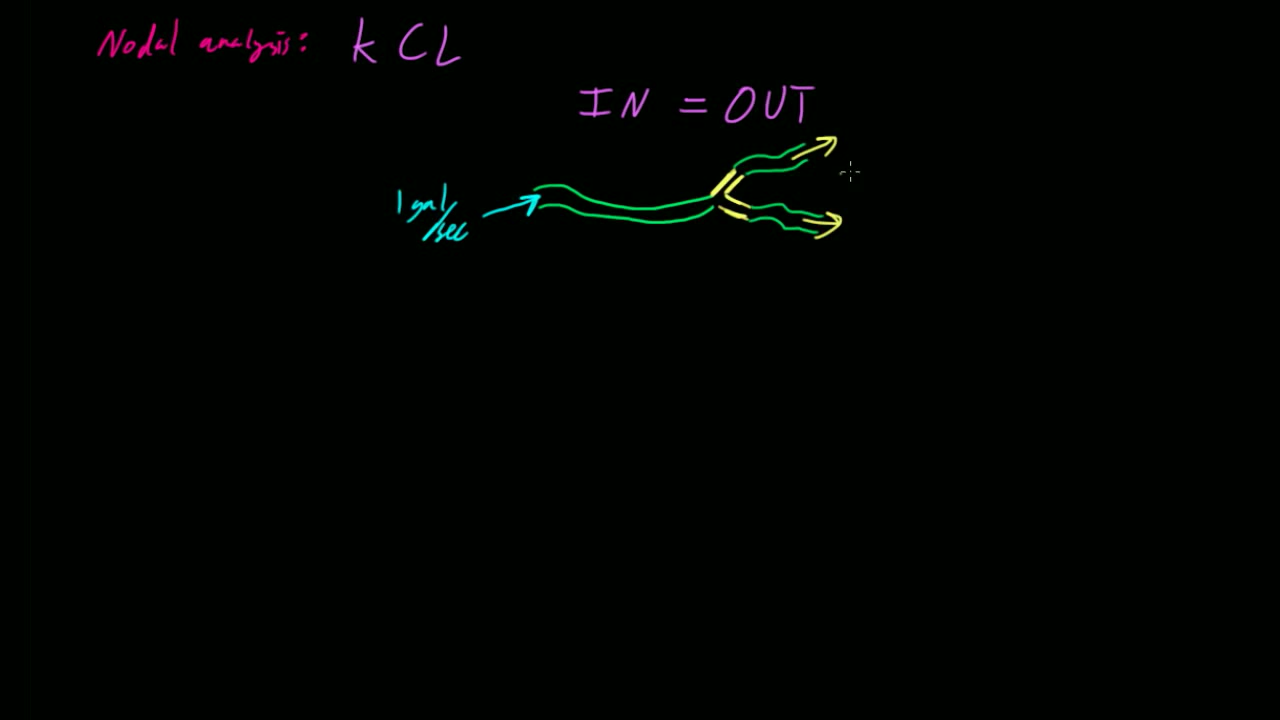 Nodal analysis: kCL
IN = OUT
1 gal/
/sec